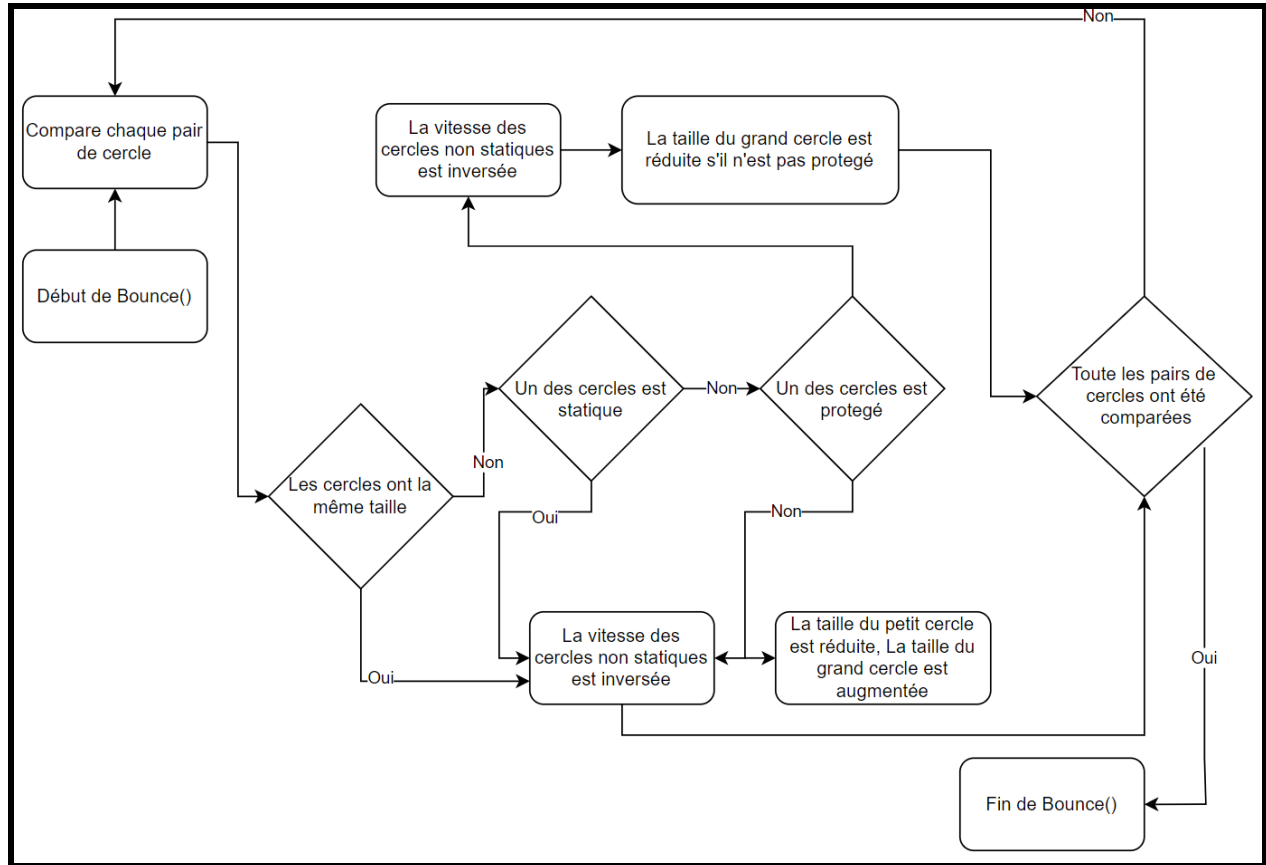 Non
Compare chaque pair
de cercle
La vitesse des
cercles non statiques
est inversée
La taille du grand cercle est
réduite s'il n'est pas protegé
Début de Bounce()
Un des cercles est
statique
Non
Un des cercles est
protegé
Toute les pairs de
cercles ont été
comparées
Non
Les cercles ont la
même taille
Oui
Non
La vitesse des
cercles non statiques
est inversée
La taille du petit cercle
est réduite, La taille du
grand cercle est
augmentée
Oui
Oui
Fin de Bounce()